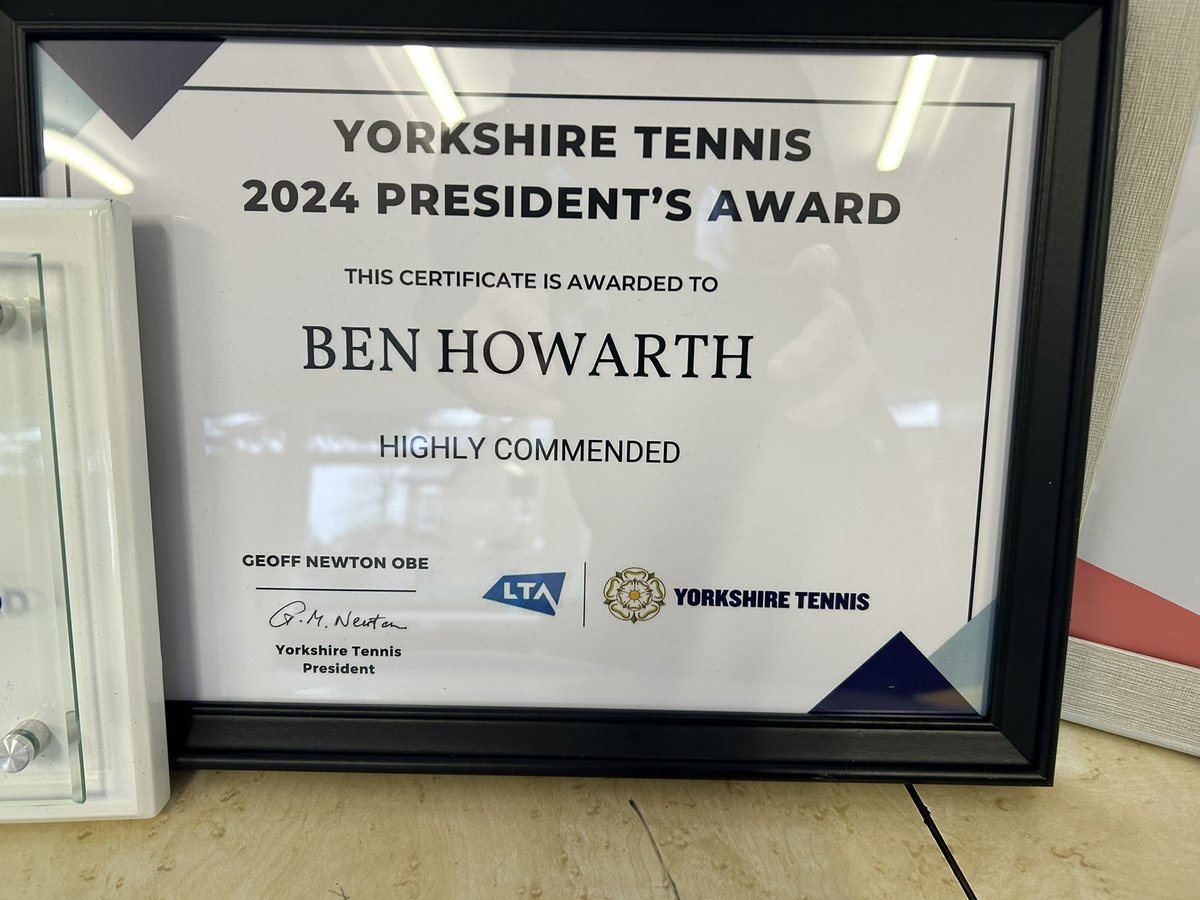 YORKSHIRE TENNIS
2024 PRESIDENT'S AWARD
THIS CERTIFICATE IS AWARDED TO
BEN HOWARTH
HIGHLY COMMENDED
GEOFF NEWTON OBE
G.M. Newton
Yorkshire Tennis
President
LTA
YORKSHIRE TENNIS